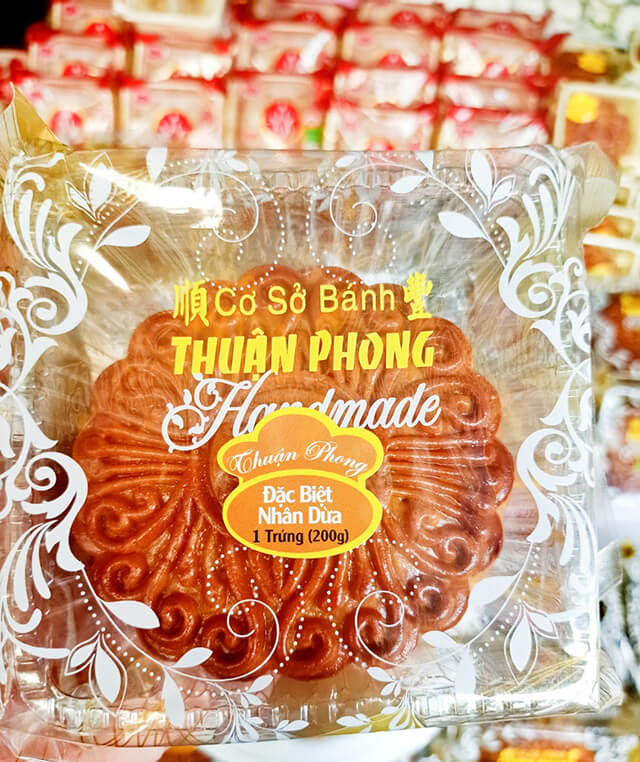 順 Cơ Sở Bánh 豐
THUẬN PHONG
Handmade
Thuận Phong
Đặc Biệt
Nhân Dừa
1 Trứng (200g)